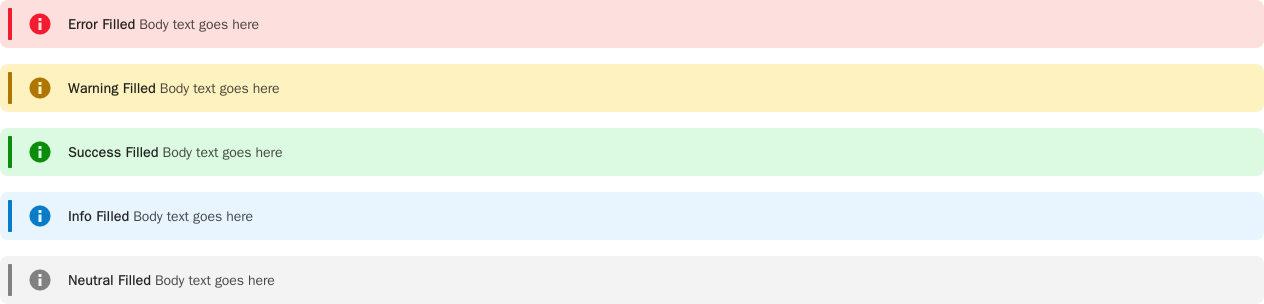 Error Filled Body text goes here
Warning Filled Body text goes here
Success Filled Body text goes here
Info Filled Body text goes here
Neutral Filled Body text goes here